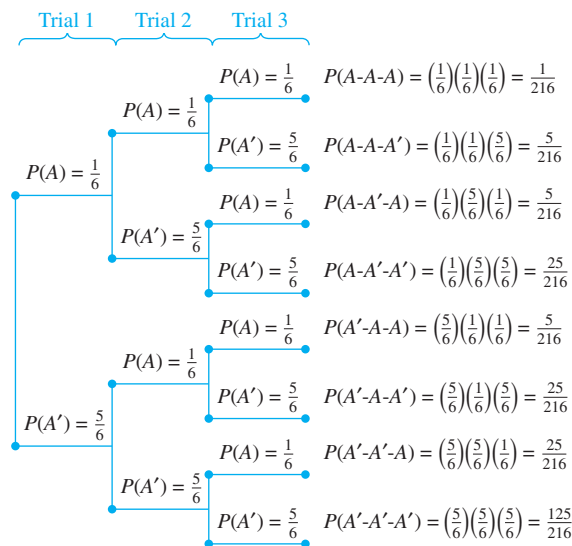 Trial 1 Trial 2 Trial 3
P(A) = 1/6 P(A-A-A) = (1/6)(1/6)(1/6) = 1/216
P(A) = 1/6
P(A′) = 5/6 P(A-A-A′) = (1/6)(1/6)(5/6) = 5/216
P(A) = 1/6
P(A) = 1/6 P(A-A′-A) = (1/6)(5/6)(1/6) = 5/216
P(A′) = 5/6
P(A′) = 5/6 P(A-A′-A′) = (1/6)(5/6)(5/6) = 25/216
P(A) = 1/6 P(A′-A-A) = (5/6)(1/6)(1/6) = 5/216
P(A) = 1/6
P(A′) = 5/6 P(A′-A-A′) = (5/6)(1/6)(5/6) = 25/216
P(A′) = 5/6
P(A) = 1/6 P(A′-A′-A) = (5/6)(5/6)(1/6) = 25/216
P(A′) = 5/6
P(A′) = 5/6 P(A′-A′-A′) = (5/6)(5/6)(5/6) = 125/216